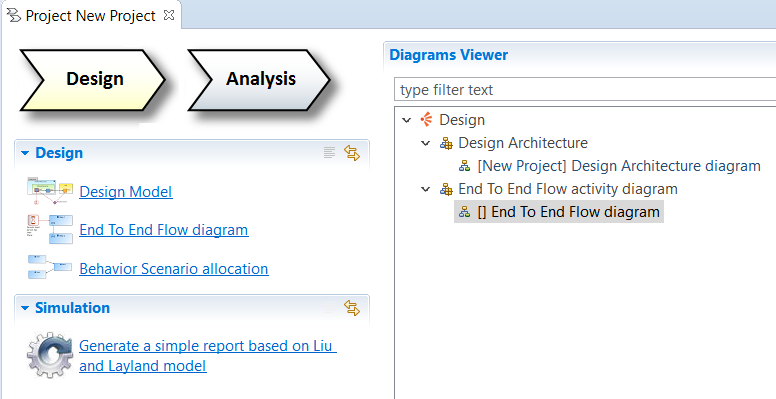 Project New Project
Design
Analysis
Design
Design Model
End To End Flow diagram
Behavior Scenario allocation
Simulation
Generate a simple report based on Liu
and Layland model
Diagrams Viewer
type filter text
Design
Design Architecture
[New Project] Design Architecture diagram
End To End Flow activity diagram
[] End To End Flow diagram